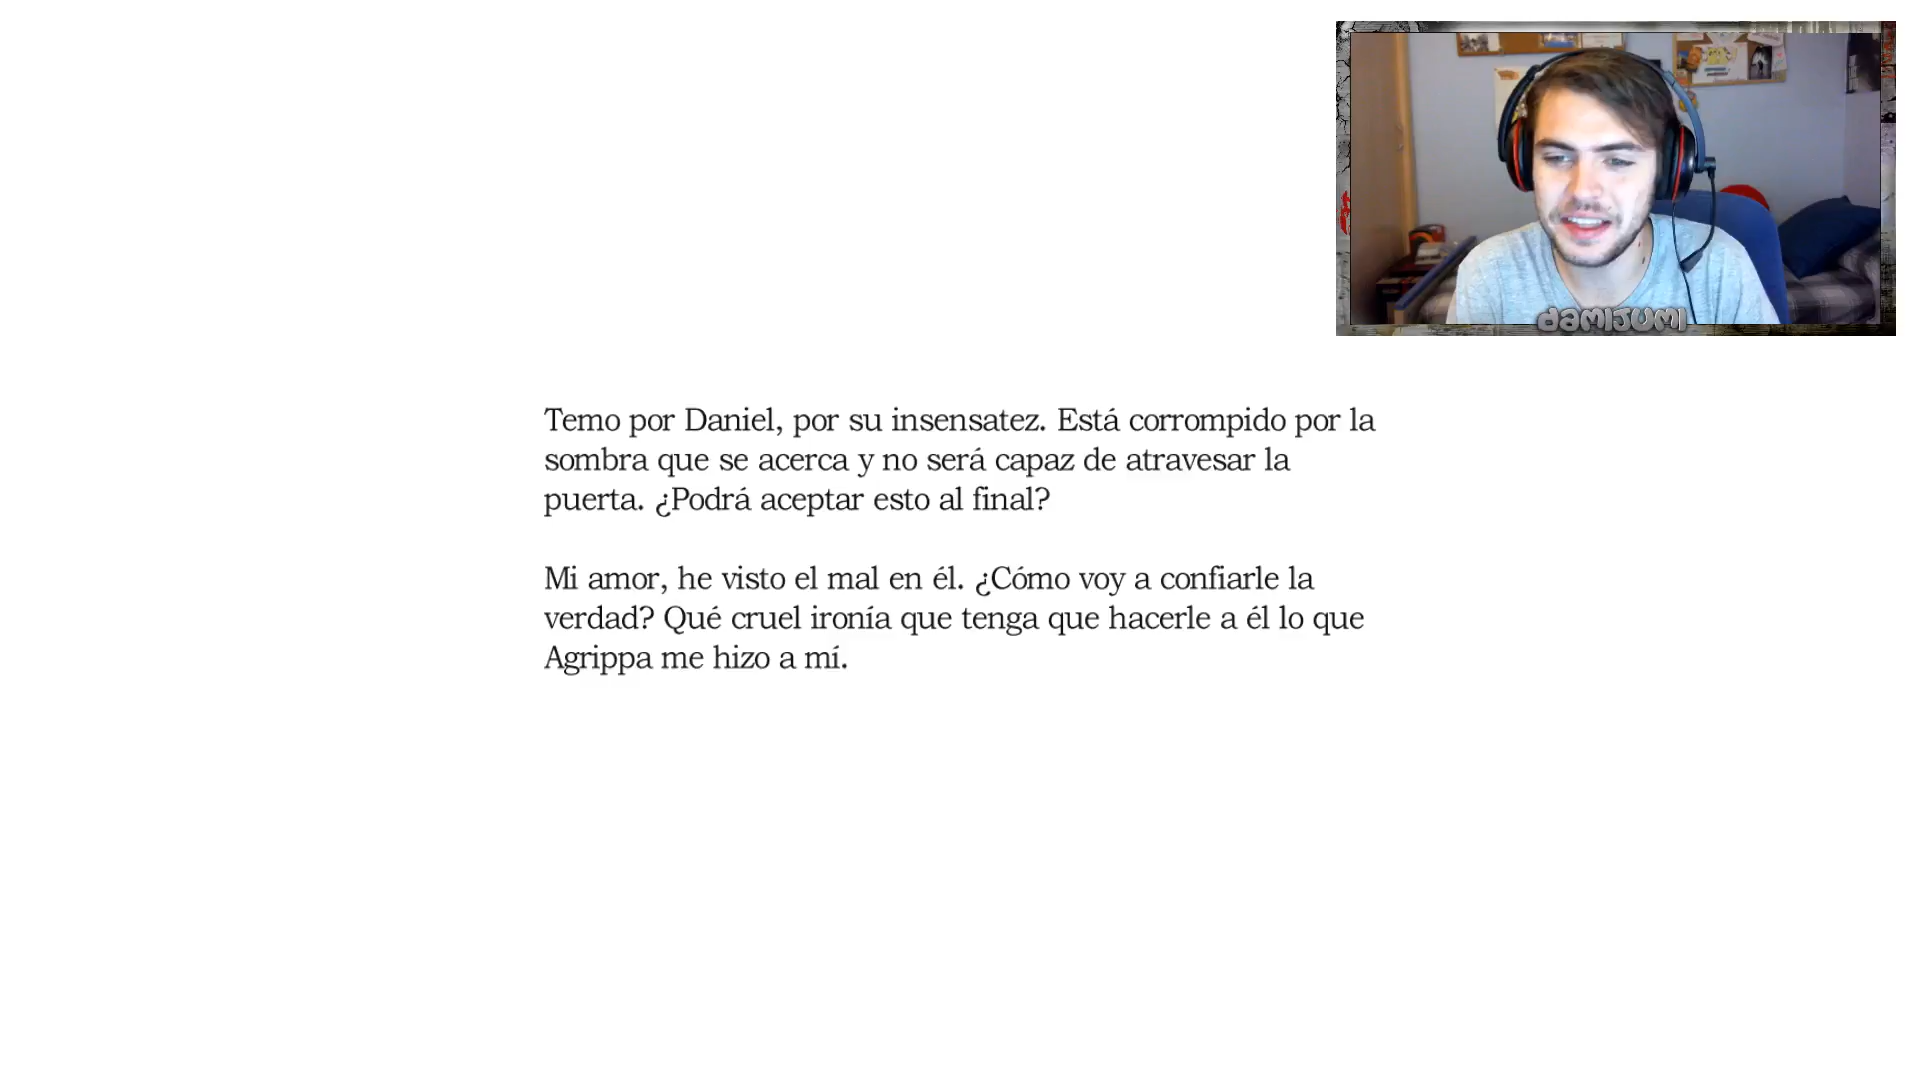 damijumi
Temo por Daniel, por su insensatez. Está corrompido por la
sombra que se acerca y no será capaz de atravesar la
puerta. ¿Podrá aceptar esto al final?
Mi amor, he visto el mal en él. ¿Cómo voy a confiarle la
verdad? Qué cruel ironía que tenga que hacerle a él lo que
Agrippa me hizo a mí.